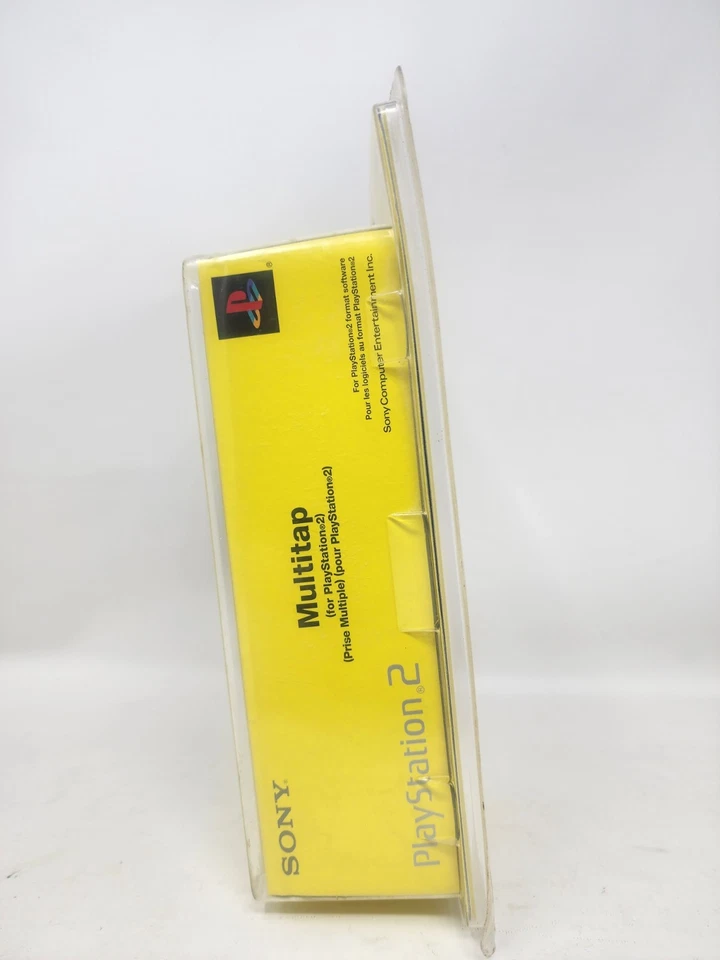 SONY®
Multitap
(for PlayStation®2)
(Prise Multiple) (pour PlayStation®2)
®
For PlayStation®2 format software
Pour les logiciels au format PlayStation®2
Sony Computer Entertainment Inc.
PlayStation®2